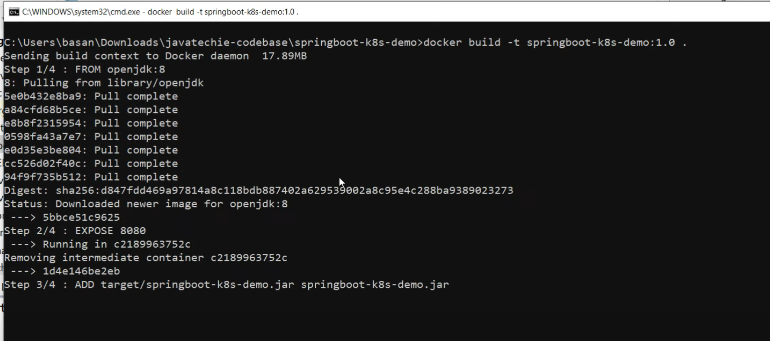 C:\WINDOWS\system32\cmd.exe - docker build -t springboot-k8s-demo:1.0 .
C:\Users\basan\Downloads\javatechie-codebase\springboot-k8s-demo>docker build -t springboot-k8s-demo:1.0 .
Sending build context to Docker daemon  17.89MB
Step 1/4 : FROM openjdk:8
8: Pulling from library/openjdk
5e0b432e8ba9: Pull complete
a84cfd68b5ce: Pull complete
e8b8f2315954: Pull complete
0598fa43a7e7: Pull complete
e0d35e3be804: Pull complete
cc526d02f40c: Pull complete
94f9f735b512: Pull complete
Digest: sha256:d847fdd469a97814a8c118bdb887402a629539002a8c95e4c288ba9389023273
Status: Downloaded newer image for openjdk:8
 ---> 5bbce51c9625
Step 2/4 : EXPOSE 8080
 ---> Running in c2189963752c
Removing intermediate container c2189963752c
 ---> 1d4e146be2eb
Step 3/4 : ADD target/springboot-k8s-demo.jar springboot-k8s-demo.jar